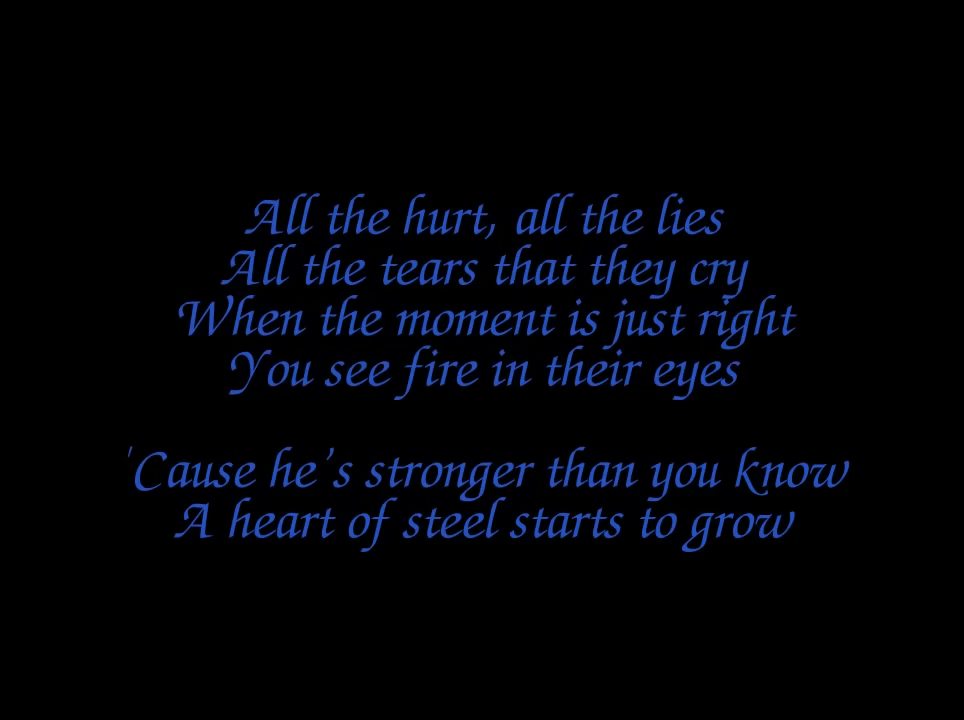 All the hurt, all the lies
All the tears that they cry
When the moment is just right
You see fire in their eyes
'Cause he's stronger than you know
A heart of steel starts to grow